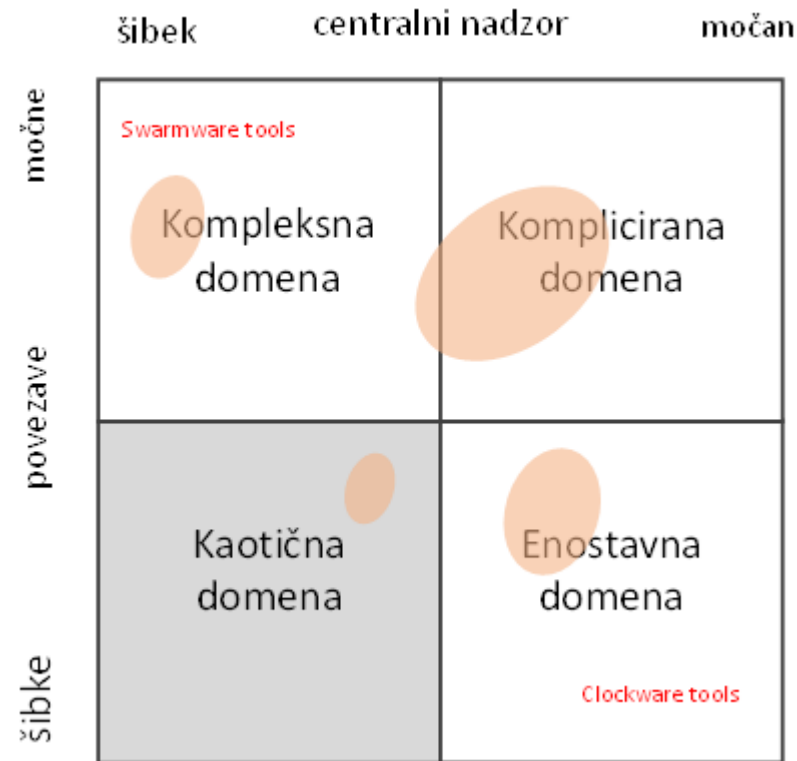 šibek
centralni nadzor
močan
močne
povezave
šibke
Swarmware tools
Kompleksna
domena
Komplicirana
domena
Kaotična
domena
Enostavna
domena
Clockware tools